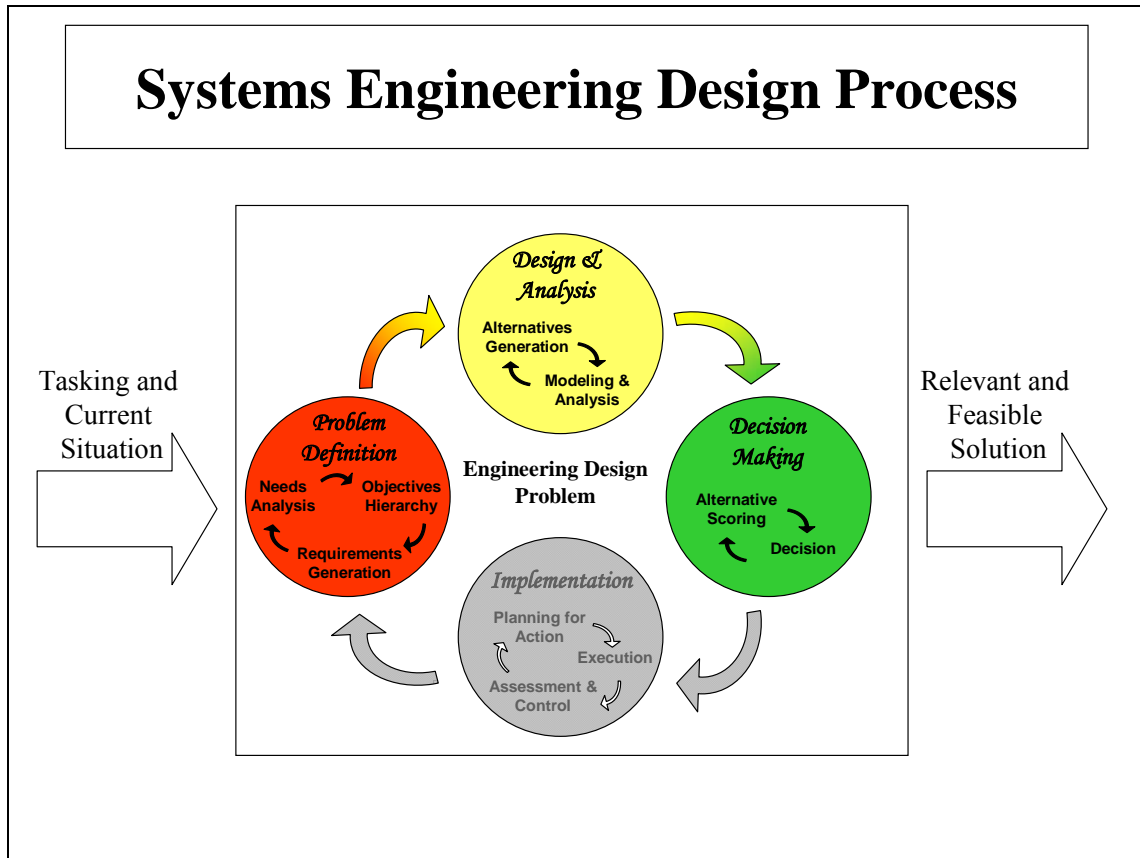 Systems Engineering Design Process
Tasking and
Current
Situation
Problem
Definition
Needs
Analysis
Objectives
Hierarchy
Requirements
Generation
Design &
Analysis
Alternatives
Generation
Modeling &
Analysis
Engineering Design
Problem
Decision
Making
Alternative
Scoring
Decision
Implementation
Planning for
Action
Execution
Assessment &
Control
Relevant and
Feasible
Solution